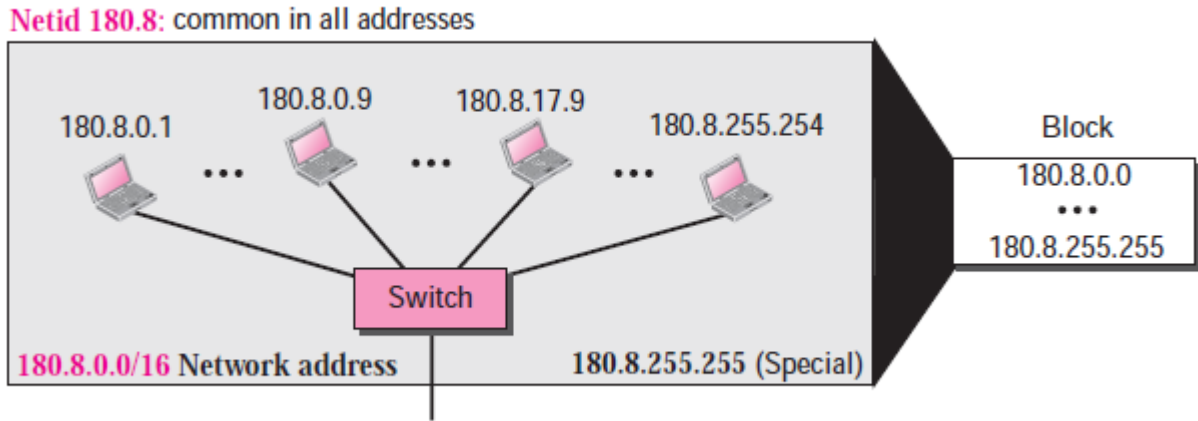 Netid 180.8: common in all addresses
180.8.0.1
180.8.0.9
180.8.17.9
180.8.255.254
•••
•••
•••
Switch
180.8.0.0/16 Network address
180.8.255.255 (Special)
Block
180.8.0.0
•••
180.8.255.255